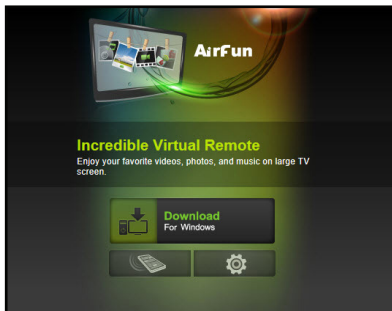 AirFun
Incredible Virtual Remote
Enjoy your favorite videos, photos, and music on large TV
screen.
Download
For Windows